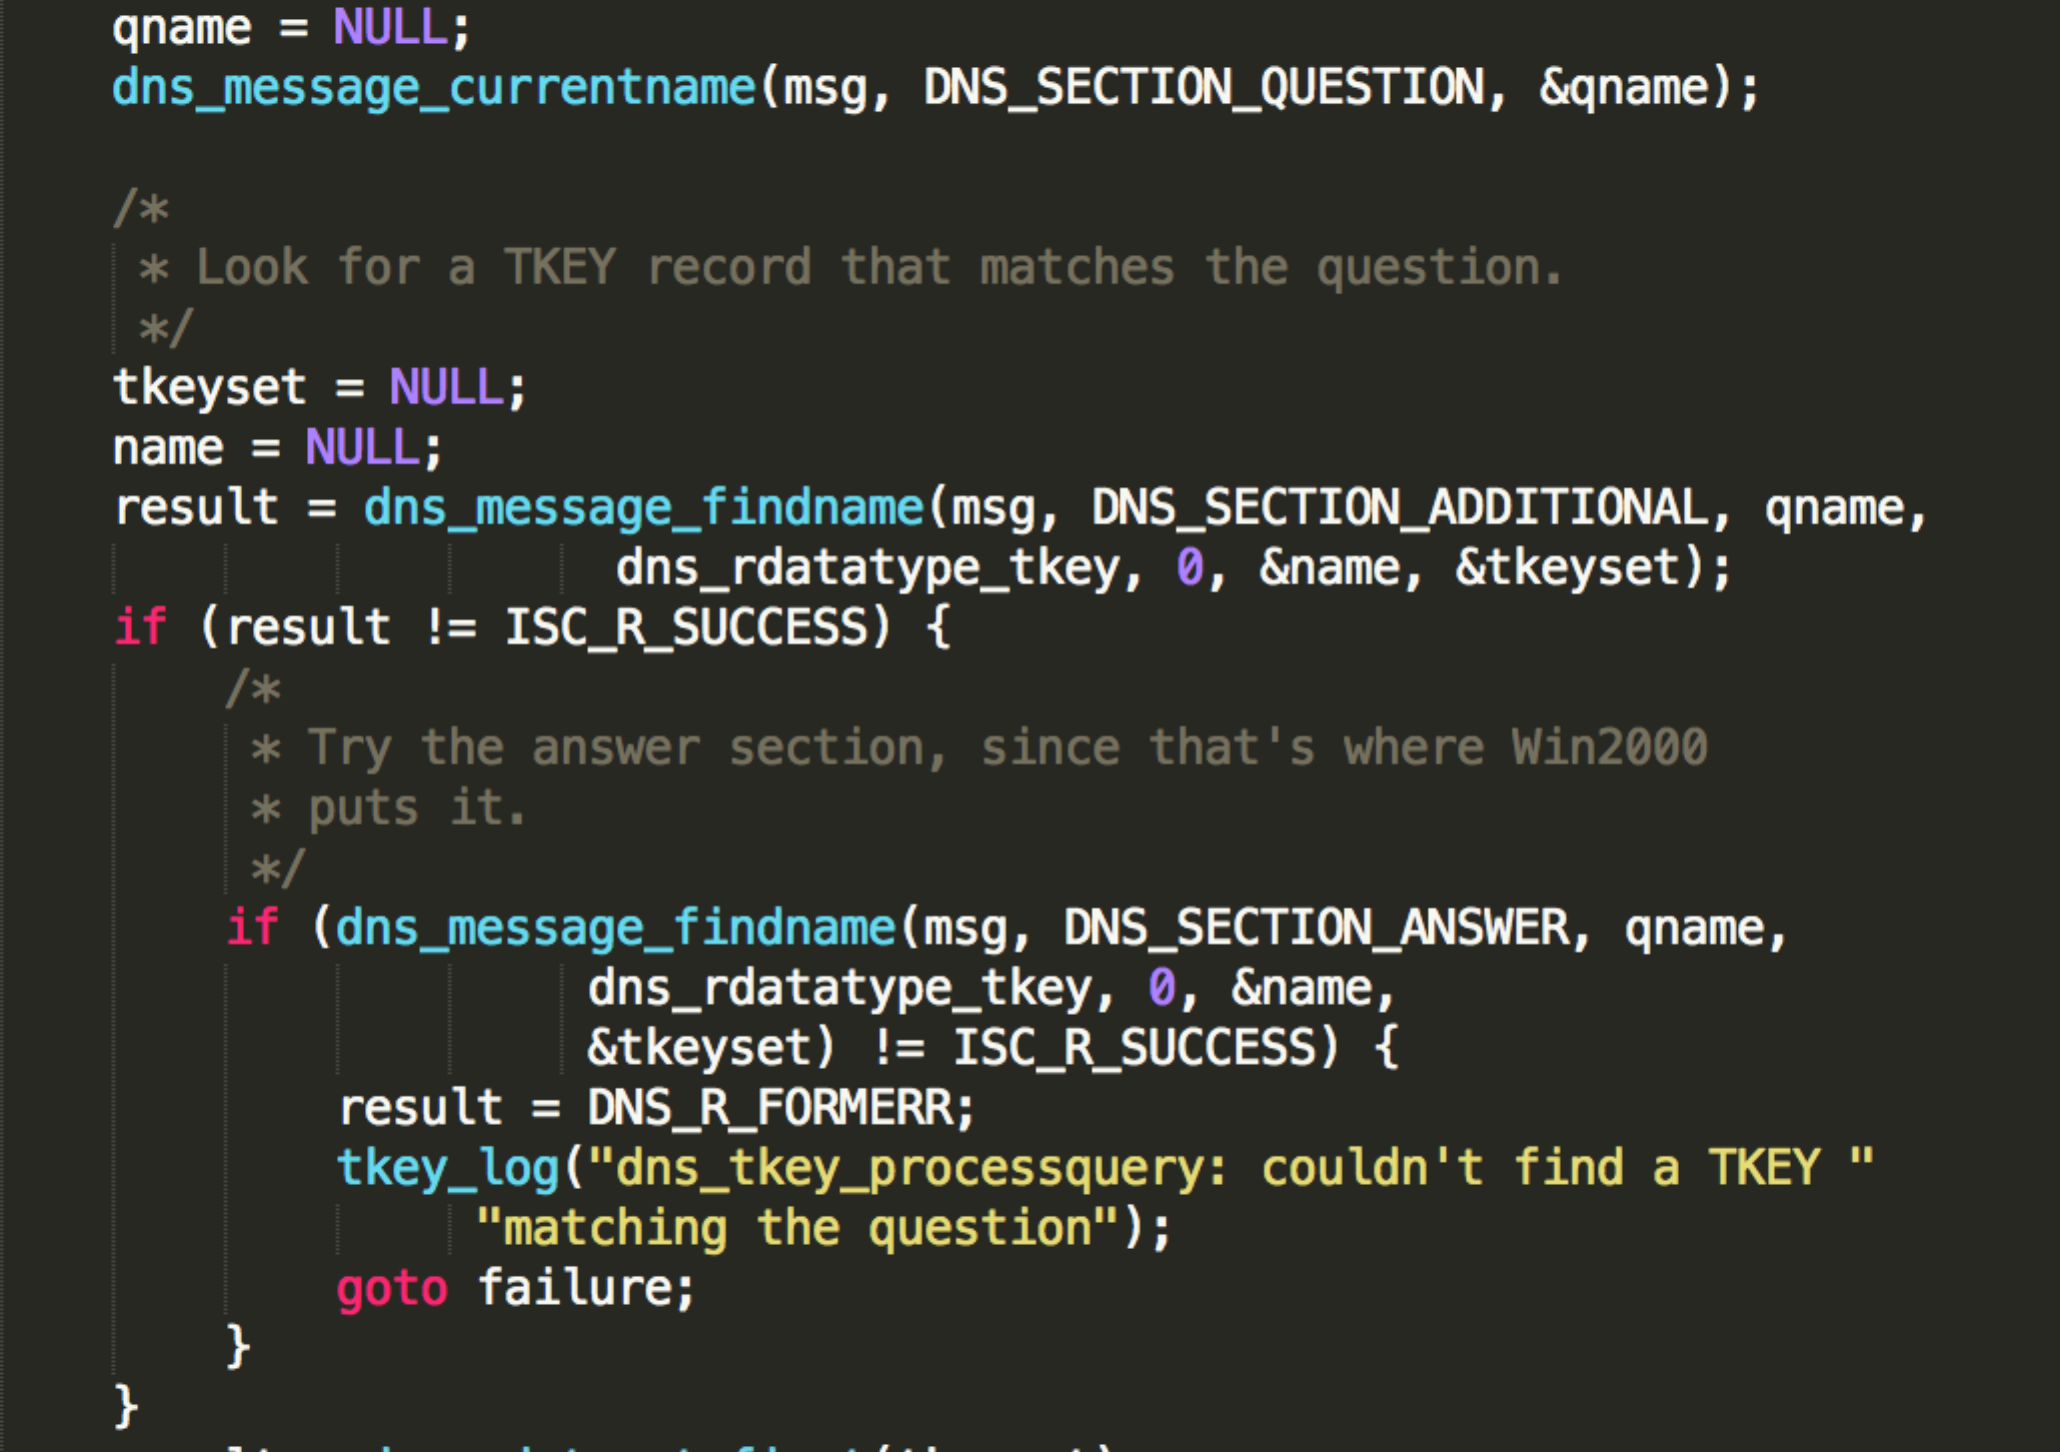 qname = NULL;
dns_message_currentname(msg, DNS_SECTION_QUESTION, &qname);
/*
* Look for a TKEY record that matches the question.
*/
tkeyset = NULL;
name = NULL;
result = dns_message_findname(msg, DNS_SECTION_ADDITIONAL, qname,
dns_rdatatype_tkey, 0, &name, &tkeyset);
if (result != ISC_R_SUCCESS) {
/*
* Try the answer section, since that's where Win2000
* puts it.
*/
if (dns_message_findname(msg, DNS_SECTION_ANSWER, qname,
dns_rdatatype_tkey, 0, &name,
&tkeyset) != ISC_R_SUCCESS) {
result = DNS_R_FORMERR;
tkey_log("dns_tkey_processquery: couldn't find a TKEY "
"matching the question");
goto failure;
}
}